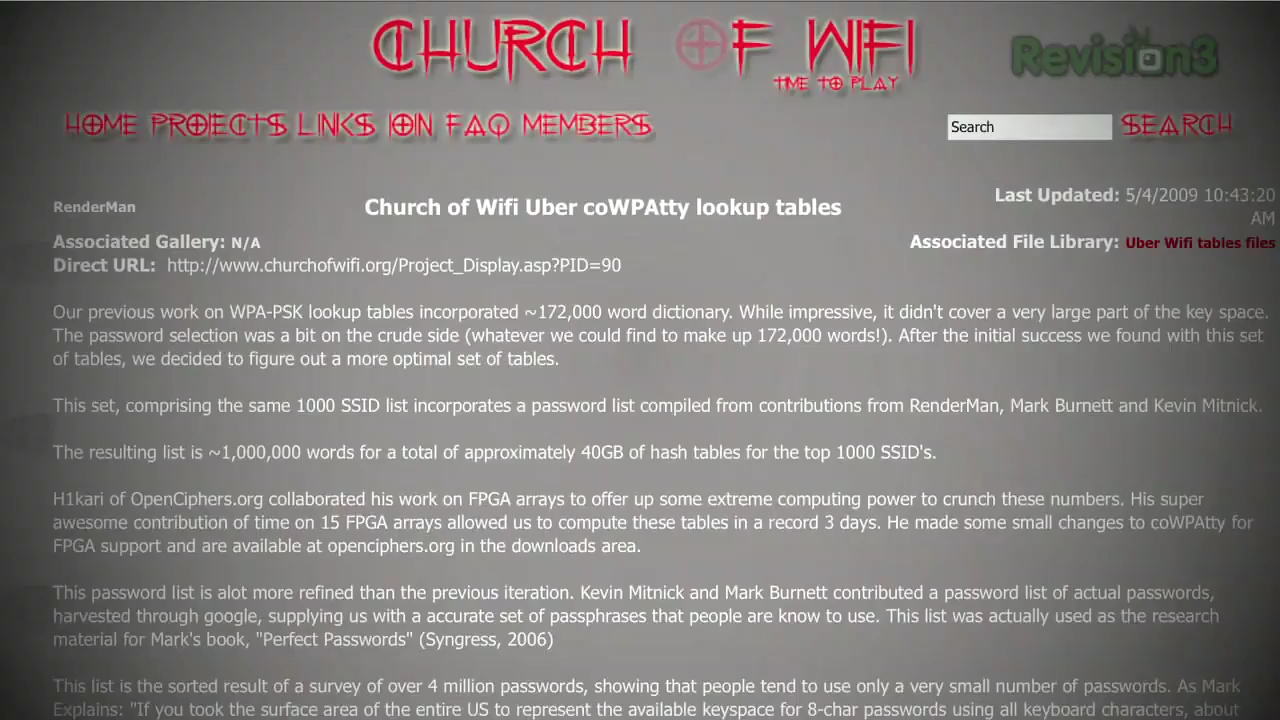 CHURCH OF WIFI
TIME TO PLAY
Revision3
HOME PROJECTS LINKS JOIN FAQ MEMBERS
Search
SEARCH
RenderMan
Church of Wifi Uber coWPAtty lookup tables
Last Updated: 5/4/2009 10:43:20
AM
Associated Gallery: N/A
Associated File Library: Uber Wifi tables files
Direct URL: http://www.churchofwifi.org/Project_Display.asp?PID=90
Our previous work on WPA-PSK lookup tables incorporated ~172,000 word dictionary. While impressive, it didn't cover a very large part of the key space.
The password selection was a bit on the crude side (whatever we could find to make up 172,000 words!). After the initial success we found with this set
of tables, we decided to figure out a more optimal set of tables.
This set, comprising the same 1000 SSID list incorporates a password list compiled from contributions from RenderMan, Mark Burnett and Kevin Mitnick.
The resulting list is ~1,000,000 words for a total of approximately 40GB of hash tables for the top 1000 SSID's.
H1kari of OpenCiphers.org collaborated his work on FPGA arrays to offer up some extreme computing power to crunch these numbers. His super
awesome contribution of time on 15 FPGA arrays allowed us to compute these tables in a record 3 days. He made some small changes to coWPAtty for
FPGA support and are available at openciphers.org in the downloads area.
This password list is alot more refined than the previous iteration. Kevin Mitnick and Mark Burnett contributed a password list of actual passwords,
harvested through google, supplying us with a accurate set of passphrases that people are know to use. This list was actually used as the research
material for Mark's book, "Perfect Passwords" (Syngress, 2006)
This list is the sorted result of a survey of over 4 million passwords, showing that people tend to use only a very small number of passwords. As Mark
Explains: "If you took the surface area of the entire US to represent the available keyspace for 8-char passwords using all keyboard characters, about